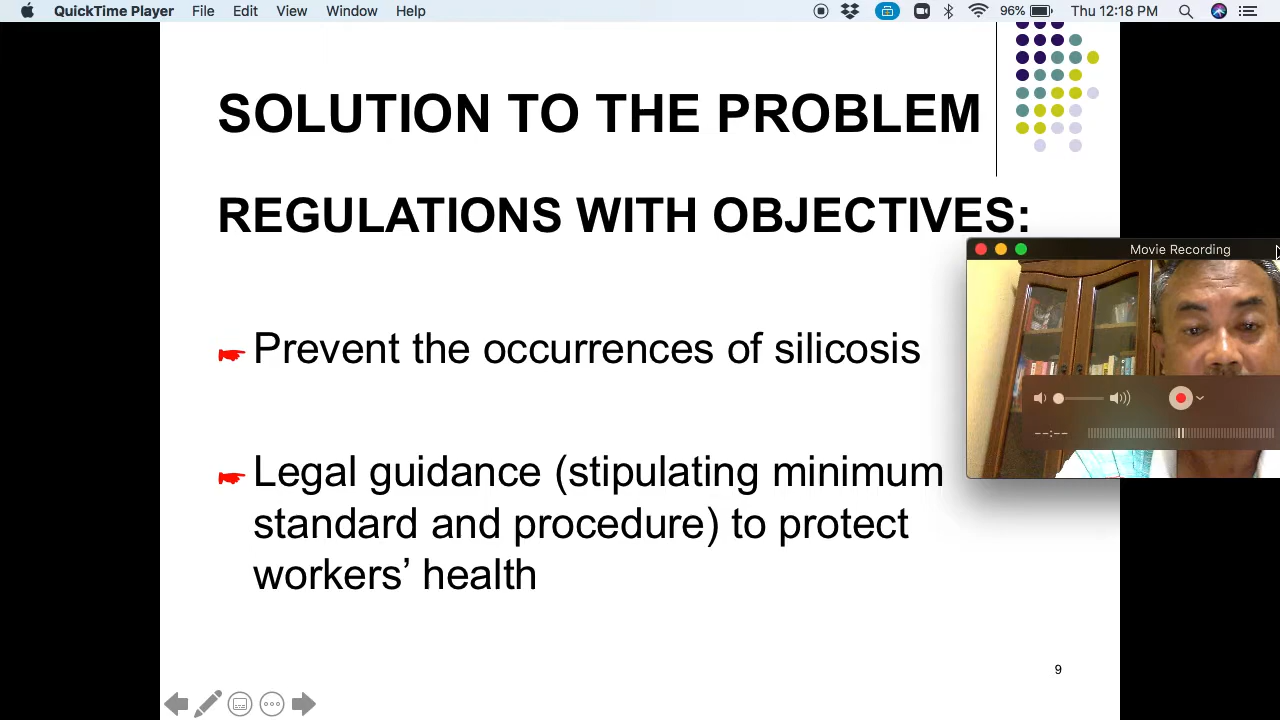 QuickTime Player File Edit View Window Help 96% Thu 12:18 PM
SOLUTION TO THE PROBLEM
REGULATIONS WITH OBJECTIVES:
Movie Recording
Prevent the occurrences of silicosis
--:--
Legal guidance (stipulating minimum
standard and procedure) to protect
workers’ health
9